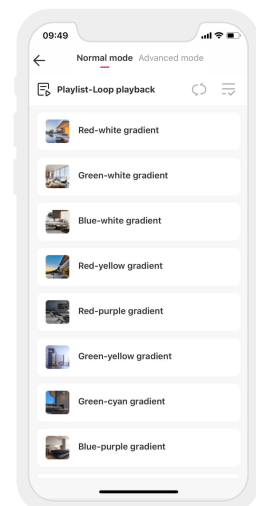 09:49
Normal mode Advanced mode
Playlist-Loop playback
Red-white gradient
Green-white gradient
Blue-white gradient
Red-yellow gradient
Red-purple gradient
Green-yellow gradient
Green-cyan gradient
Blue-purple gradient